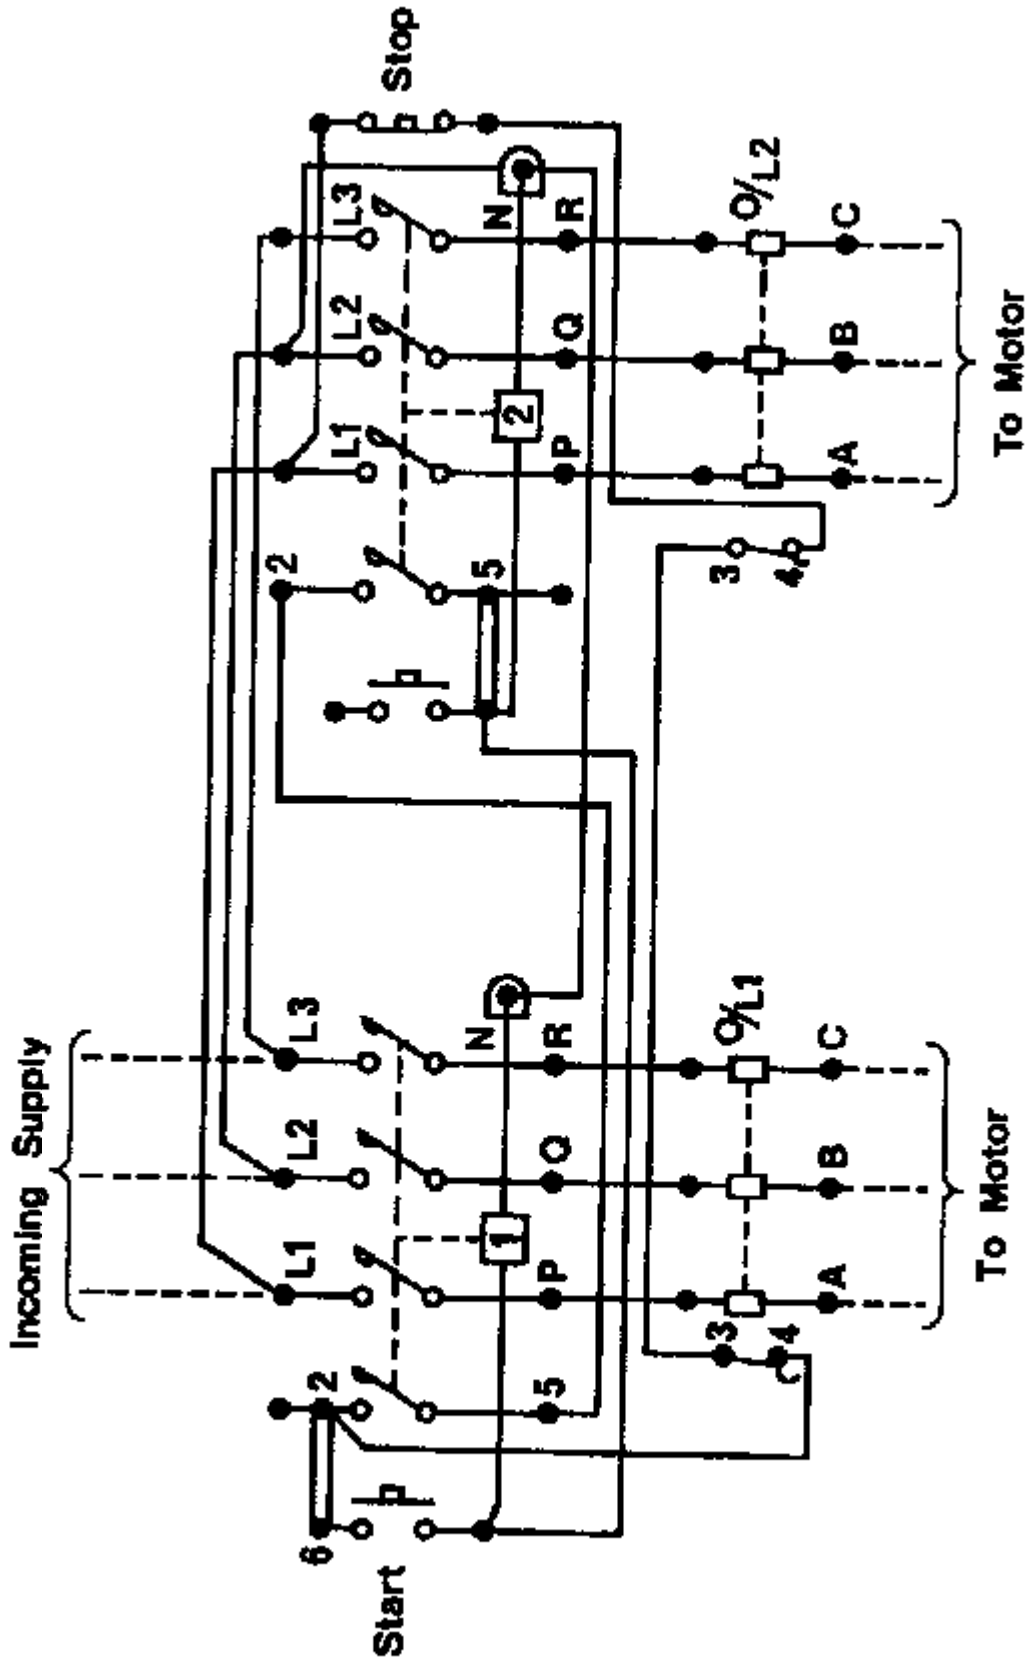 Incoming Supply
L1
L2
L3
L1
L2
L3
2
2
6
Start
Stop
1
2
N
N
5
P
Q
R
5
P
Q
R
3
4
O/L1
3
4
O/L2
A
B
C
A
B
C
To Motor
To Motor